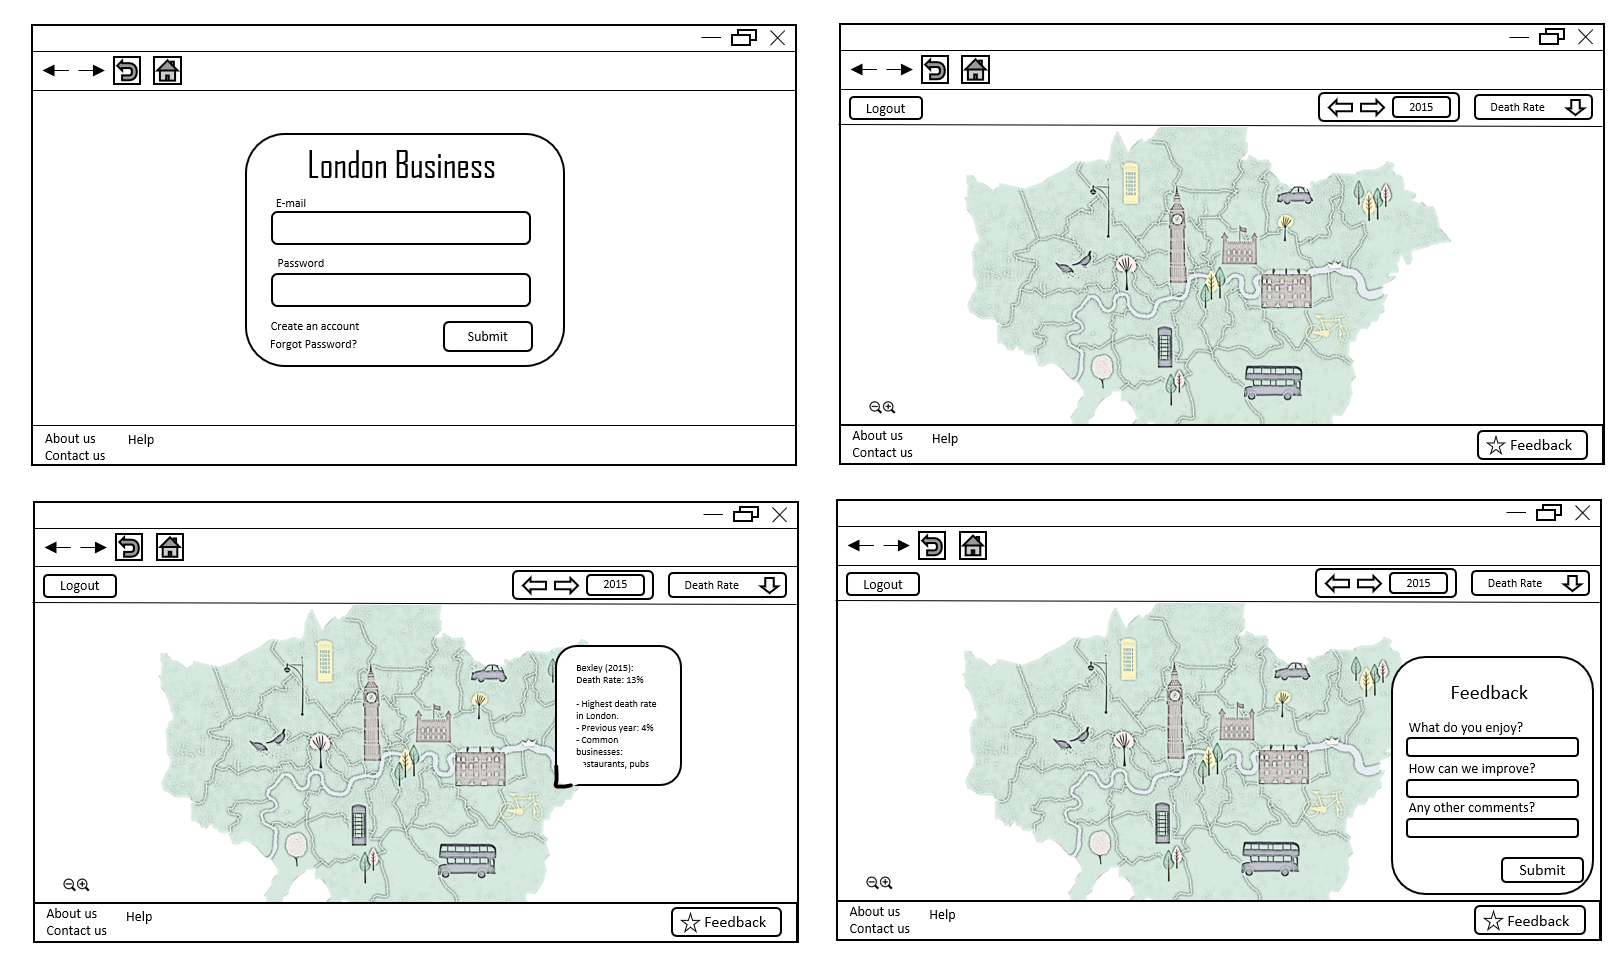 London Business
E-mail
Password
Create an account
Forgot Password?
Submit
About us
Help
Contact us
Logout
2015
Death Rate
About us
Help
Contact us
Feedback
Logout
2015
Death Rate
Bexley (2015):
Death Rate: 13%
- Highest death rate
in London.
- Previous year: 4%
- Common
businesses:
estaurants, pubs
About us
Help
Contact us
Feedback
Logout
2015
Death Rate
Feedback
What do you enjoy?
How can we improve?
Any other comments?
Submit
About us
Help
Contact us
Feedback